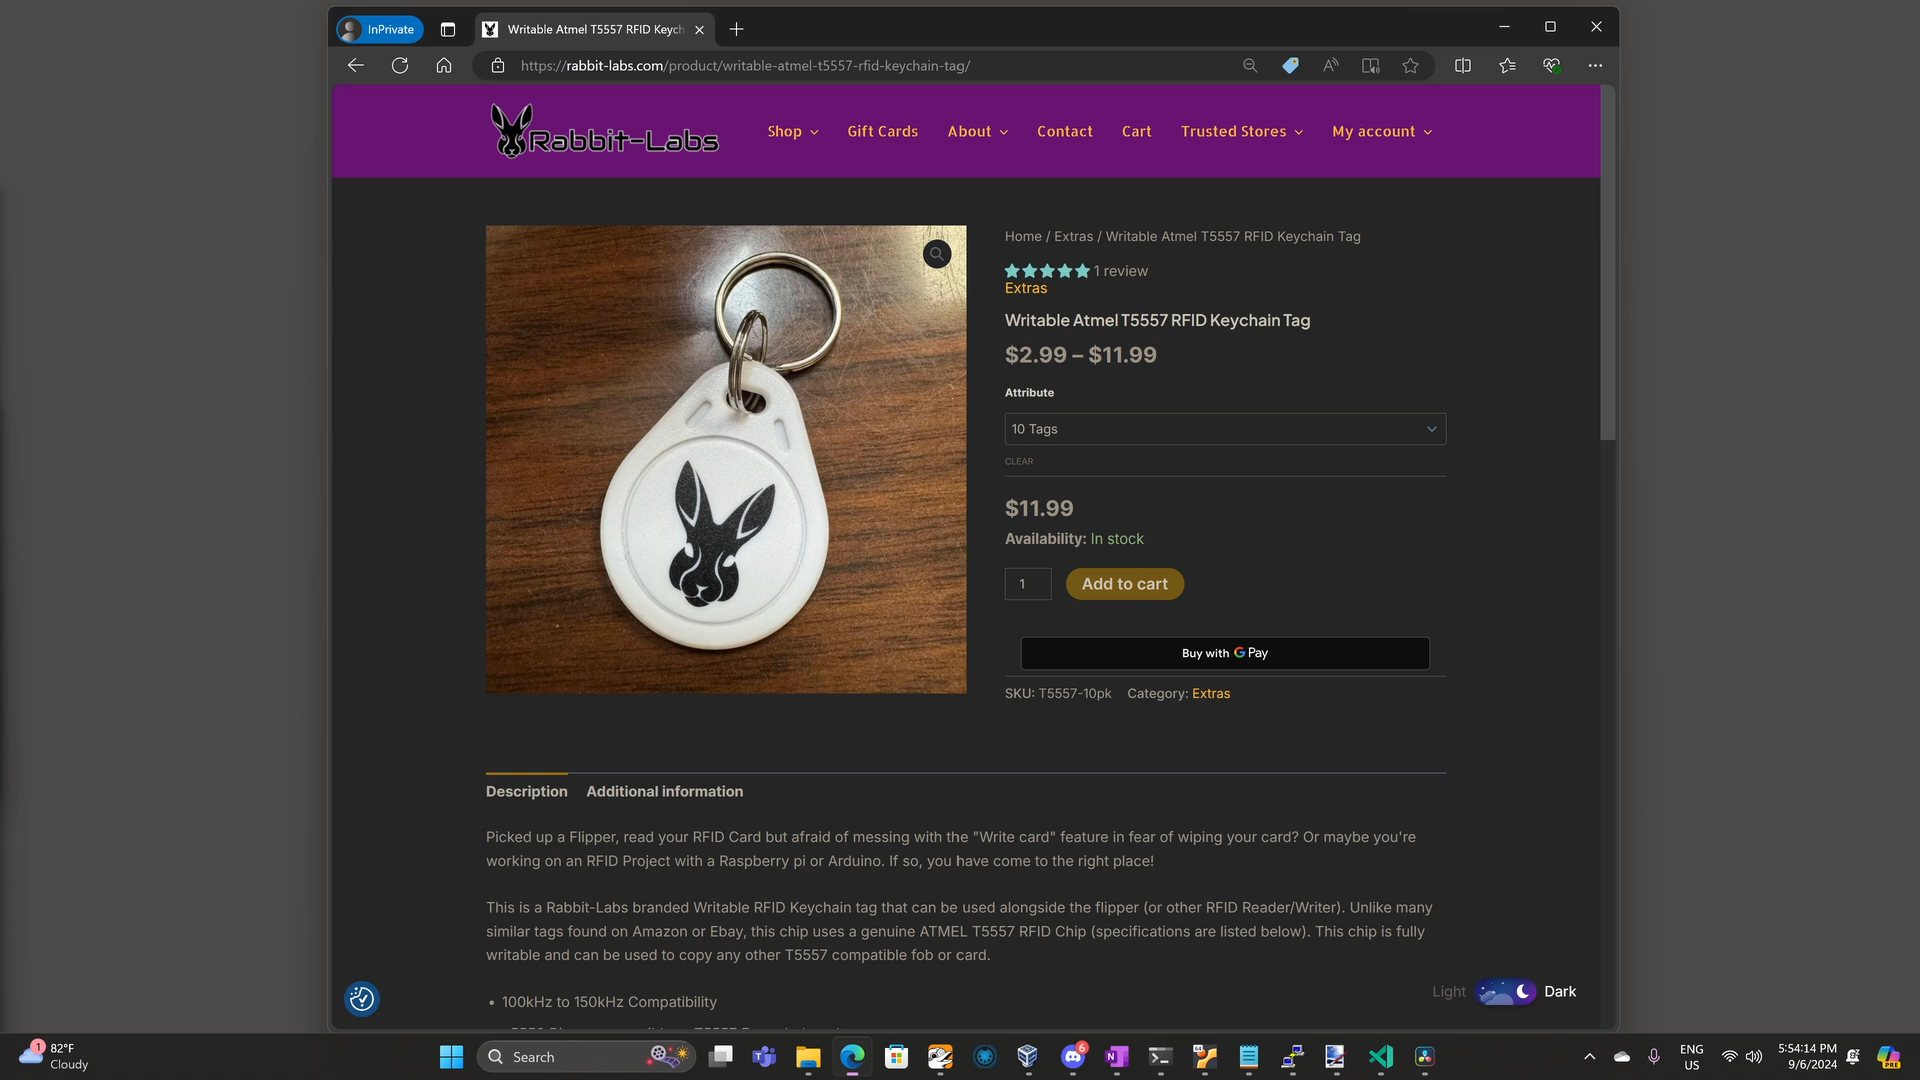 InPrivate
Writable Atmel T5557 RFID Keych
https://rabbit-labs.com/product/writable-atmel-t5557-rfid-keychain-tag/
Rabbit-Labs
Shop
Gift Cards
About
Contact
Cart
Trusted Stores
My account
Home / Extras / Writable Atmel T5557 RFID Keychain Tag
1 review
Extras
Writable Atmel T5557 RFID Keychain Tag
$2.99 – $11.99
Attribute
10 Tags
CLEAR
$11.99
Availability: In stock
1
Add to cart
Buy with G Pay
SKU: T5557-10pk Category: Extras
Description
Additional information
Picked up a Flipper, read your RFID Card but afraid of messing with the "Write card" feature in fear of wiping your card? Or maybe you're
working on an RFID Project with a Raspberry pi or Arduino. If so, you have come to the right place!
This is a Rabbit-Labs branded Writable RFID Keychain tag that can be used alongside the flipper (or other RFID Reader/Writer). Unlike many
similar tags found on Amazon or Ebay, this chip uses a genuine ATMEL T5557 RFID Chip (specifications are listed below). This chip is fully
writable and can be used to copy any other T5557 compatible fob or card.
• 100kHz to 150kHz Compatibility
Light
Dark
1
82°F
Cloudy
Search
6
64
ENG
US
5:54:14 PM
9/6/2024
PRE